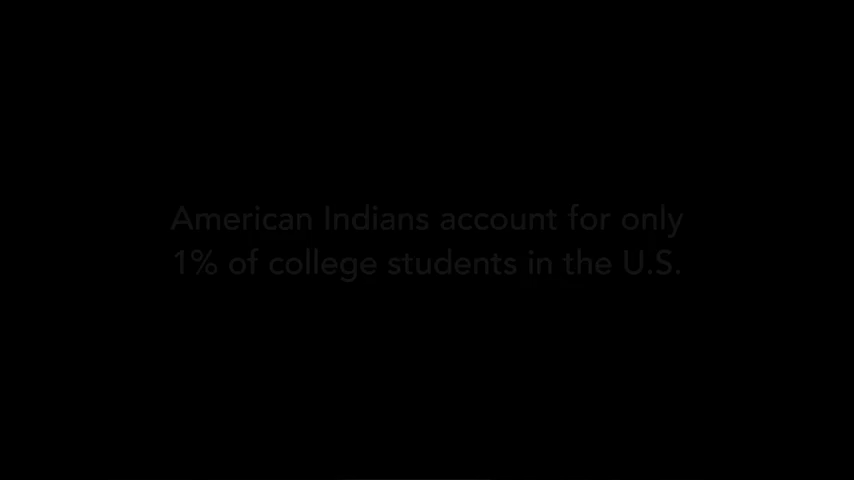 American Indians account for only
1% of college students in the U.S.